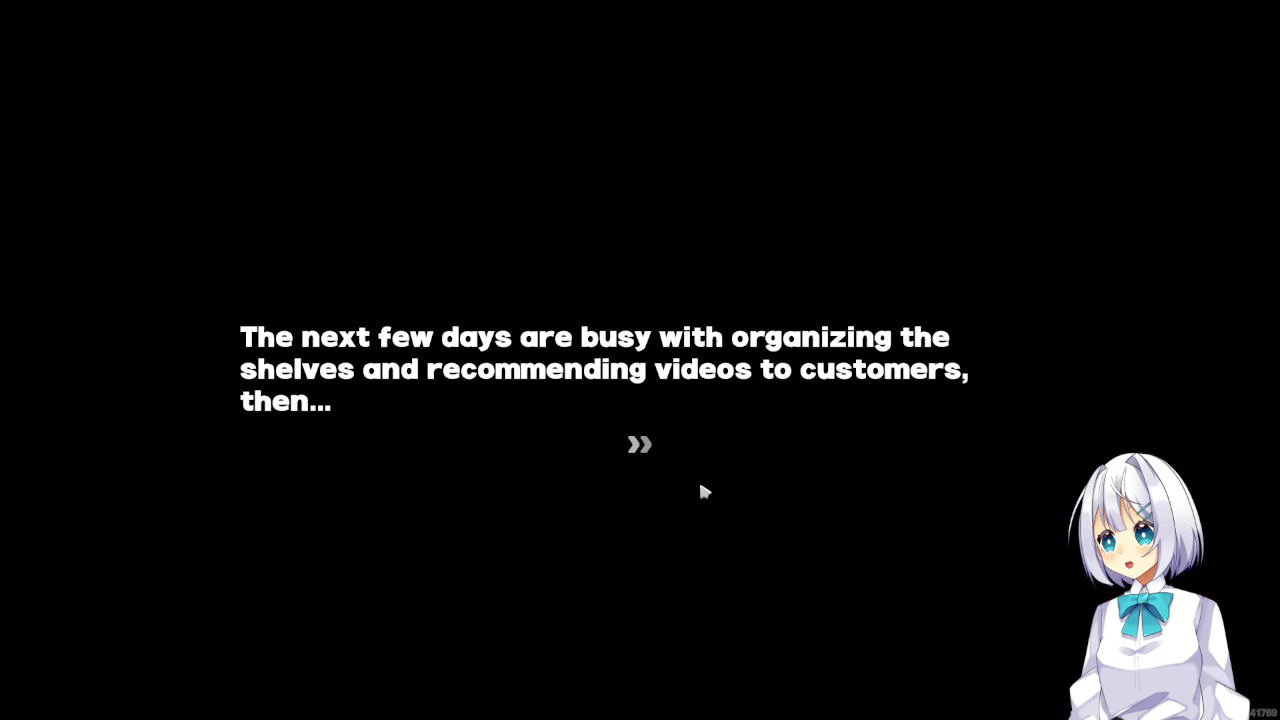 The next few days are busy with organizing the
shelves and recommending videos to customers,
then...